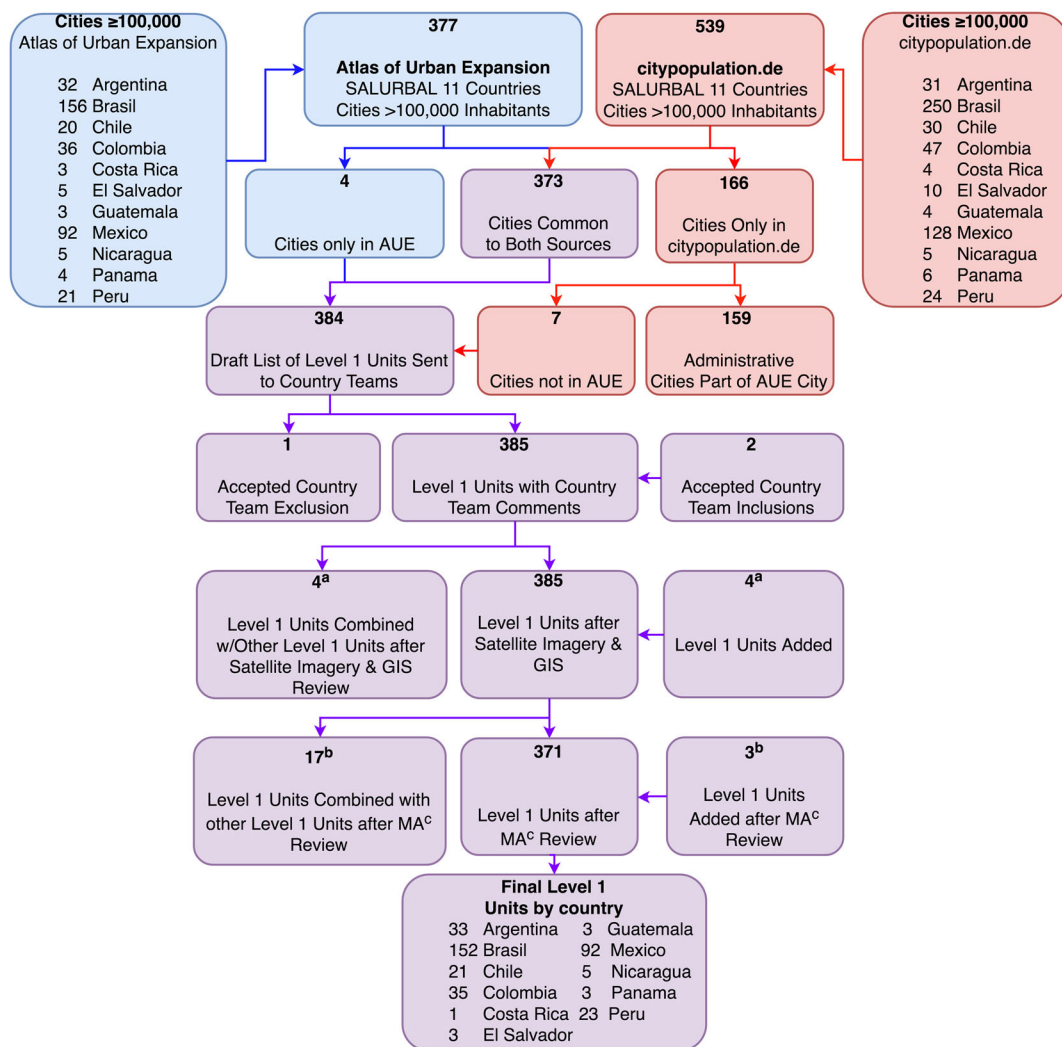 Cities ≥100,000
Atlas of Urban Expansion
32 Argentina
156 Brasil
20 Chile
36 Colombia
3 Costa Rica
5 El Salvador
3 Guatemala
92 Mexico
5 Nicaragua
4 Panama
21 Peru
377
Atlas of Urban Expansion
SALURBAL 11 Countries
Cities >100,000 Inhabitants
539
citypopulation.de
SALURBAL 11 Countries
Cities >100,000 Inhabitants
Cities ≥100,000
citypopulation.de
31 Argentina
250 Brasil
30 Chile
47 Colombia
4 Costa Rica
10 El Salvador
4 Guatemala
128 Mexico
5 Nicaragua
6 Panama
24 Peru
4
Cities only in AUE
373
Cities Common
to Both Sources
166
Cities Only in
citypopulation.de
384
Draft List of Level 1 Units Sent
to Country Teams
7
Cities not in AUE
159
Administrative
Cities Part of AUE City
1
Accepted Country
Team Exclusion
385
Level 1 Units with Country
Team Comments
2
Accepted Country
Team Inclusions
4a
Level 1 Units Combined
w/Other Level 1 Units after
Satellite Imagery & GIS
Review
385
Level 1 Units after
Satellite Imagery &
GIS
4a
Level 1 Units Added
17b
Level 1 Units Combined with
other Level 1 Units after MAc
Review
371
Level 1 Units after
MAc Review
3b
Level 1 Units
Added after MAc
Review
Final Level 1
Units by country
33 Argentina 3 Guatemala
152 Brasil 92 Mexico
21 Chile 5 Nicaragua
35 Colombia 3 Panama
1 Costa Rica 23 Peru
3 El Salvador